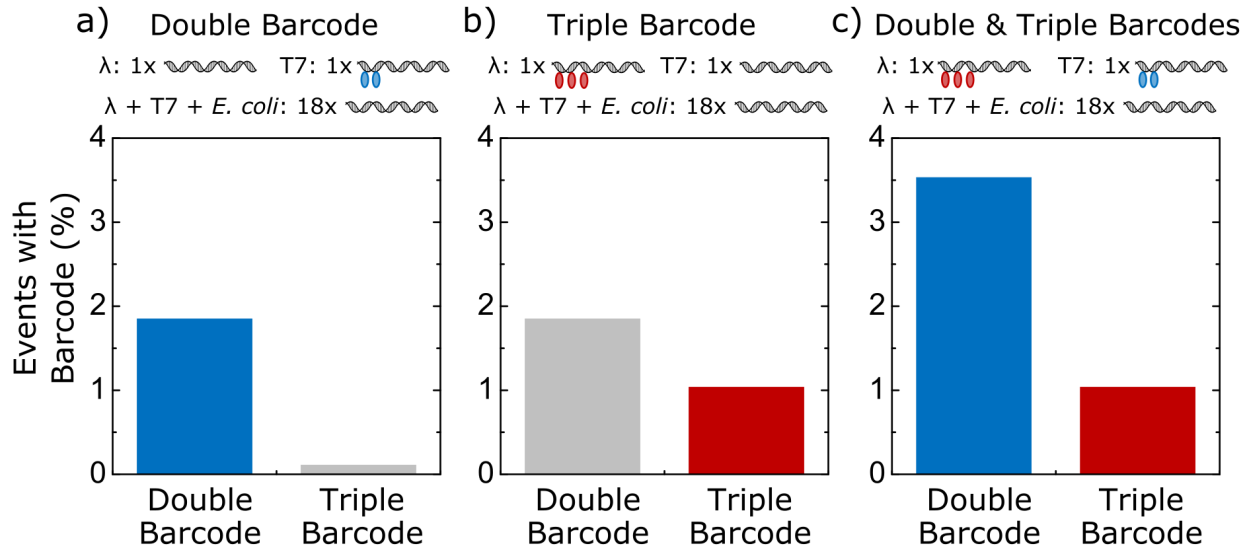 a) Double Barcode
λ: 1x T7: 1x
λ + T7 + E. coli: 18x
Events with
Barcode (%)
4
3
2
1
0
Double
Barcode
Triple
Barcode
b) Triple Barcode
λ: 1x T7: 1x
λ + T7 + E. coli: 18x
4
3
2
1
0
Double
Barcode
Triple
Barcode
c) Double & Triple Barcodes
λ: 1x T7: 1x
λ + T7 + E. coli: 18x
4
3
2
1
0
Double
Barcode
Triple
Barcode